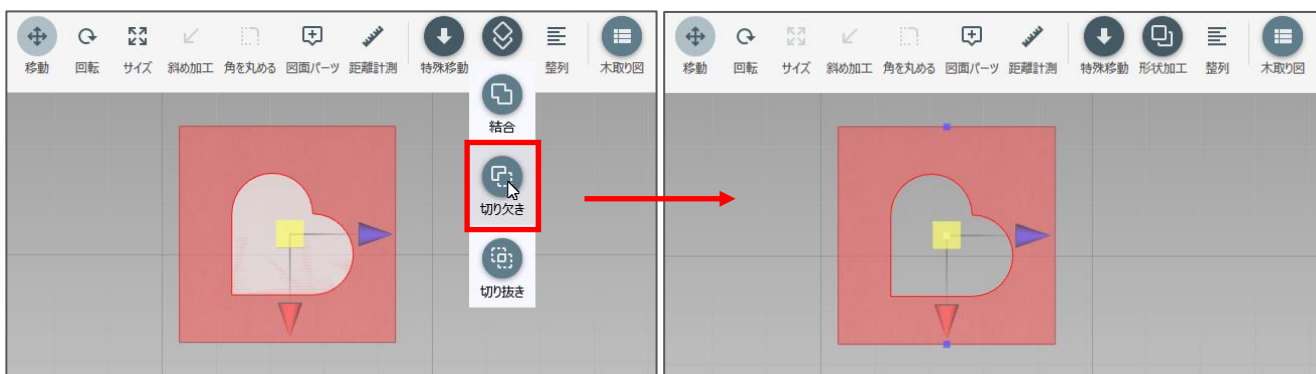 移動 回転 サイズ 斜め加工 角を丸める 図面パーツ 距離計測 特殊移動 整列 木取り図
結合
切り欠き
切り抜き
移動 回転 サイズ 斜め加工 角を丸める 図面パーツ 距離計測 特殊移動 形状加工 整列 木取り図